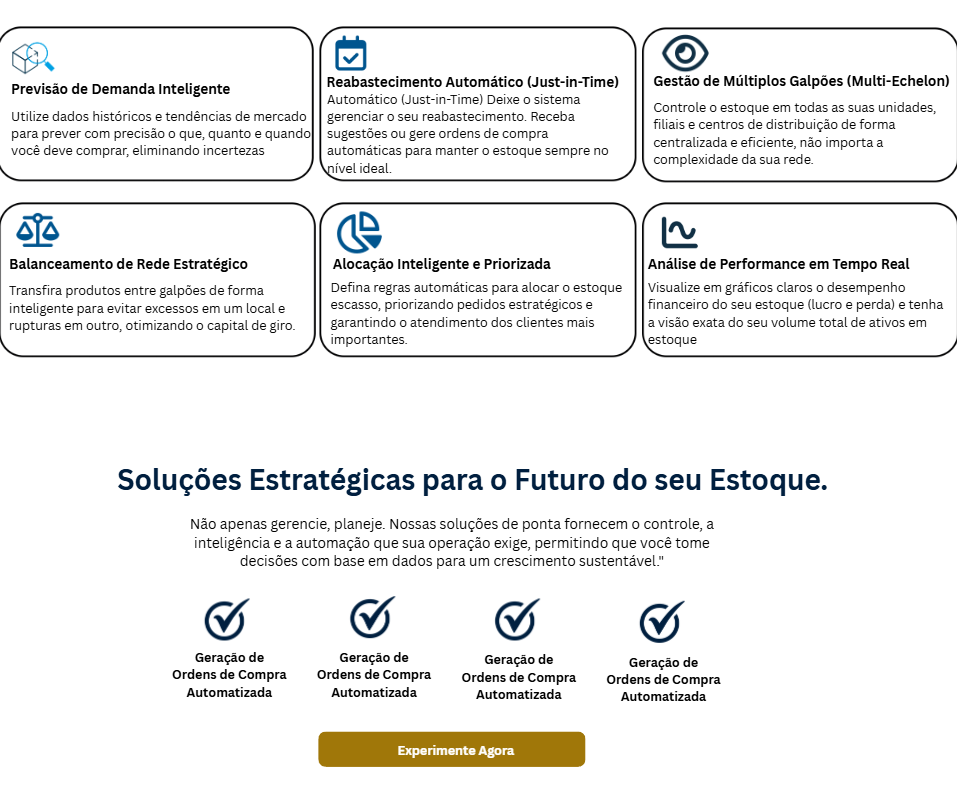 Previsão de Demanda Inteligente
Utilize dados históricos e tendências de mercado
para prever com precisão o que, quanto e quando
você deve comprar, eliminando incertezas
Reabastecimento Automático (Just-in-Time)
Automático (Just-in-Time) Deixe o sistema
gerenciar o seu reabastecimento. Receba
sugestões ou gere ordens de compra
automáticas para manter o estoque sempre no
nível ideal.
Gestão de Múltiplos Galpões (Multi-Echelon)
Controle o estoque em todas as suas unidades,
filiais e centros de distribuição de forma
centralizada e eficiente, não importa a
complexidade da sua rede.
Balanceamento de Rede Estratégico
Transfira produtos entre galpões de forma
inteligente para evitar excessos em um local e
rupturas em outro, otimizando o capital de giro.
Alocação Inteligente e Priorizada
Defina regras automáticas para alocar o estoque
escasso, priorizando pedidos estratégicos e
garantindo o atendimento dos clientes mais
importantes.
Análise de Performance em Tempo Real
Visualize em gráficos claros o desempenho
financeiro do seu estoque (lucro e perda) e tenha
a visão exata do seu volume total de ativos em
estoque
Soluções Estratégicas para o Futuro do seu Estoque.
Não apenas gerencie, planeje. Nossas soluções de ponta fornecem o controle, a
inteligência e a automação que sua operação exige, permitindo que você tome
decisões com base em dados para um crescimento sustentável."
Geração de
Ordens de Compra
Automatizada
Geração de
Ordens de Compra
Automatizada
Geração de
Ordens de Compra
Automatizada
Geração de
Ordens de Compra
Automatizada
Experimente Agora